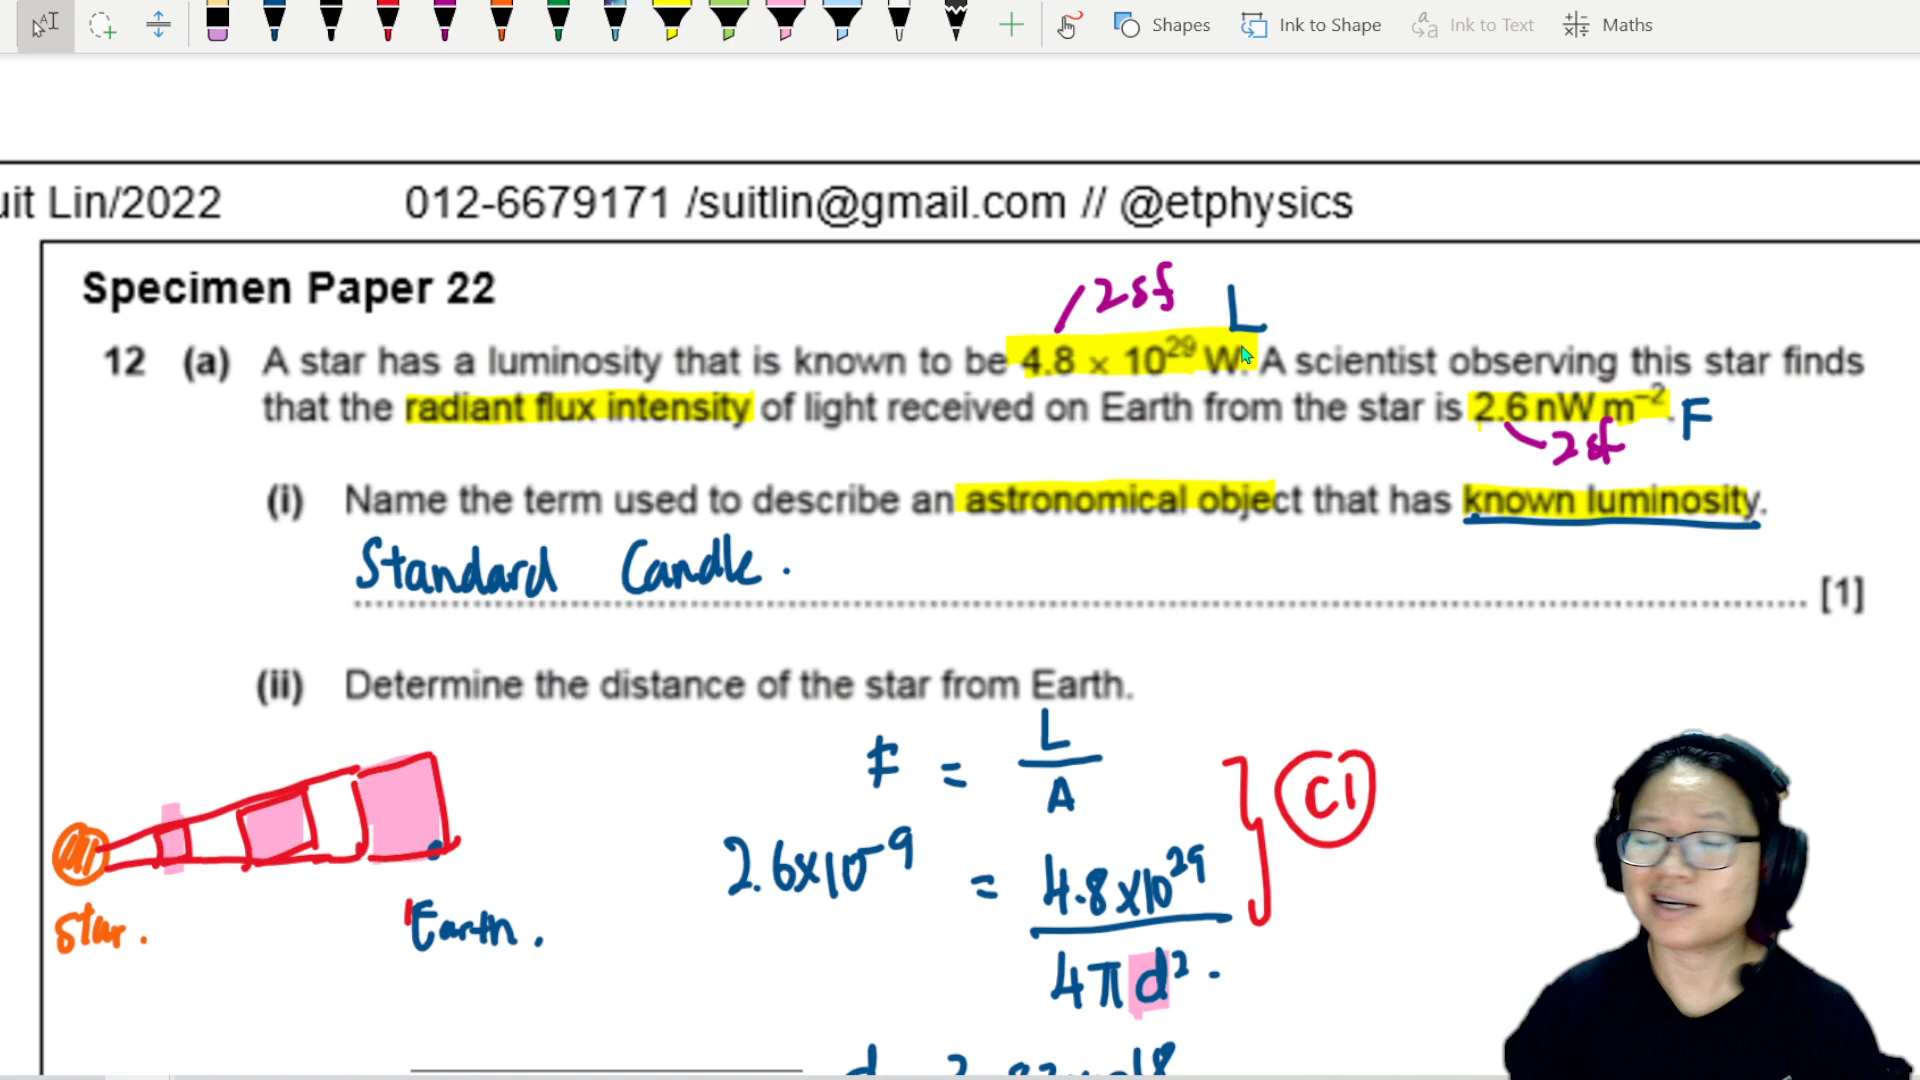 Shapes Ink to Shape Ink to Text Maths
uit Lin/2022 012-6679171 /suitlin@gmail.com // @etphysics
Specimen Paper 22
2sf L
12 (a) A star has a luminosity that is known to be 4.8 × 10²⁹ W. A scientist observing this star finds
that the radiant flux intensity of light received on Earth from the star is 2.6 nW m⁻². F
2sf
(i) Name the term used to describe an astronomical object that has known luminosity.
Standard Candle.
[1]
(ii) Determine the distance of the star from Earth.
F = L/A
C1
2.6×10⁻⁹ = 4.8×10²⁹/4πd².
Star.
Earth.